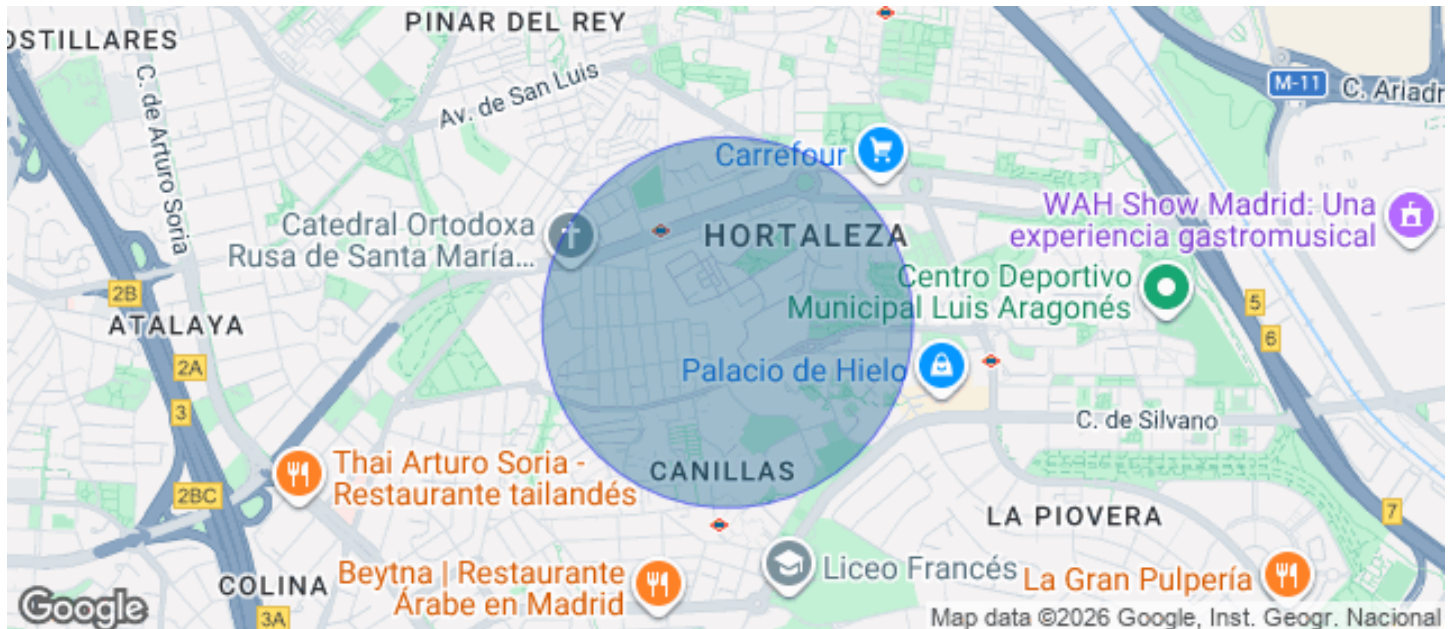 PINAR DEL REY
OSTILLARES
C. de Arturo Soria
Av. de San Luis
M-11
C. Ariadn
Carrefour
WAH Show Madrid: Una
experiencia gastromusical
Catedral Ortodoxa
Rusa de Santa María...
HORTALEZA
Centro Deportivo
Municipal Luis Aragonés
2B
ATALAYA
5
6
2A
Palacio de Hielo
3
C. de Silvano
Thai Arturo Soria -
Restaurante tailandés
CANILLAS
2BC
LA PIOVERA
7
COLINA
Beytna | Restaurante
Árabe en Madrid
Liceo Francés
La Gran Pulpería
Google
3A
Map data ©2026 Google, Inst. Geogr. Nacional